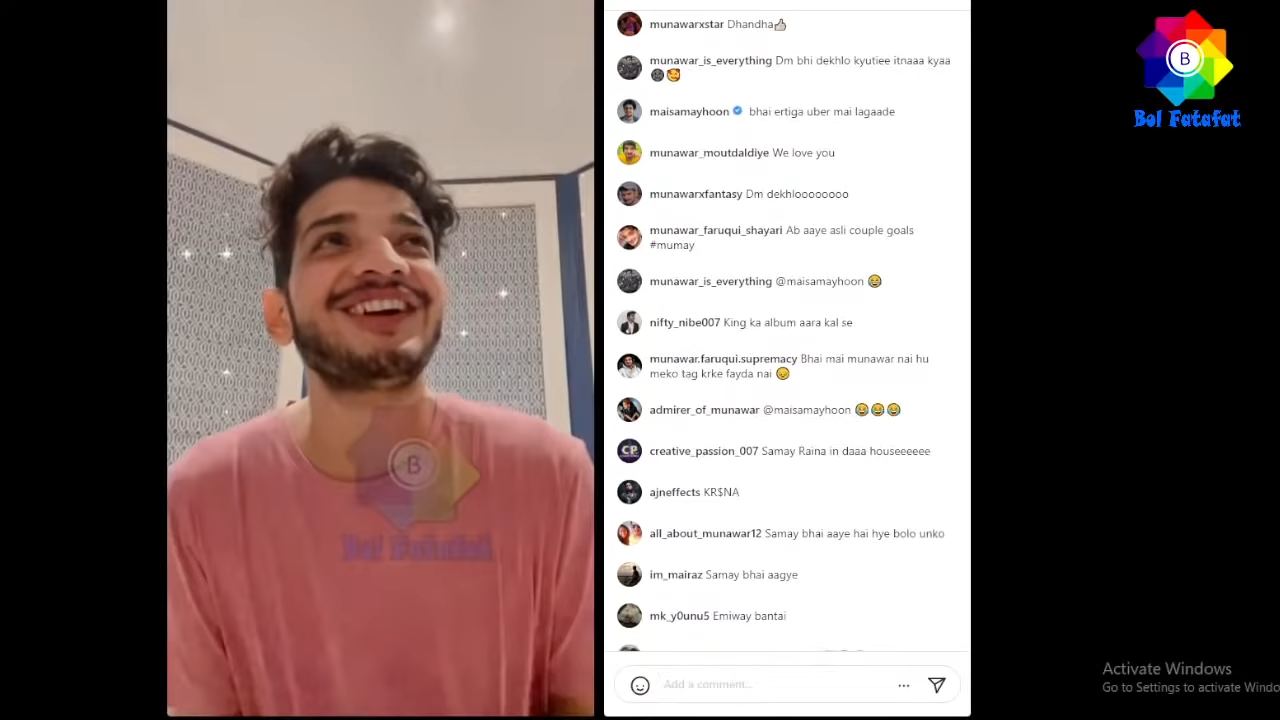 munawarxstar Dhandha👍
munawar_is_everything Dm bhi dekhlo kyutiee itnaaa kyaa
maisamayhoon bhai ertiga uber mai lagaade
munawar_moutdaldiye We love you
munawarxfantasy Dm dekhloooooooo
munawar_faruqui_shayari Ab aaye asli couple goals
#mumay
munawar_is_everything @maisamayhoon 😂
nifty_nibe007 King ka album aara kal se
munawar.faruqui.supremacy Bhai mai munawar nai hu
meko tag krke fayda nai 😞
admirer_of_munawar @maisamayhoon 😂😂😂
creative_passion_007 Samay Raina in daaa houseeeeee
ajneffects KR$NA
all_about_munawar12 Samay bhai aaye hai hye bolo unko
im_mairaz Samay bhai aagye
mk_y0unu5 Emiway bantai
Add a comment...
B
Bol Fatafat
B
Bol Fatafat
CP
Activate Windows
Go to Settings to activate Windo